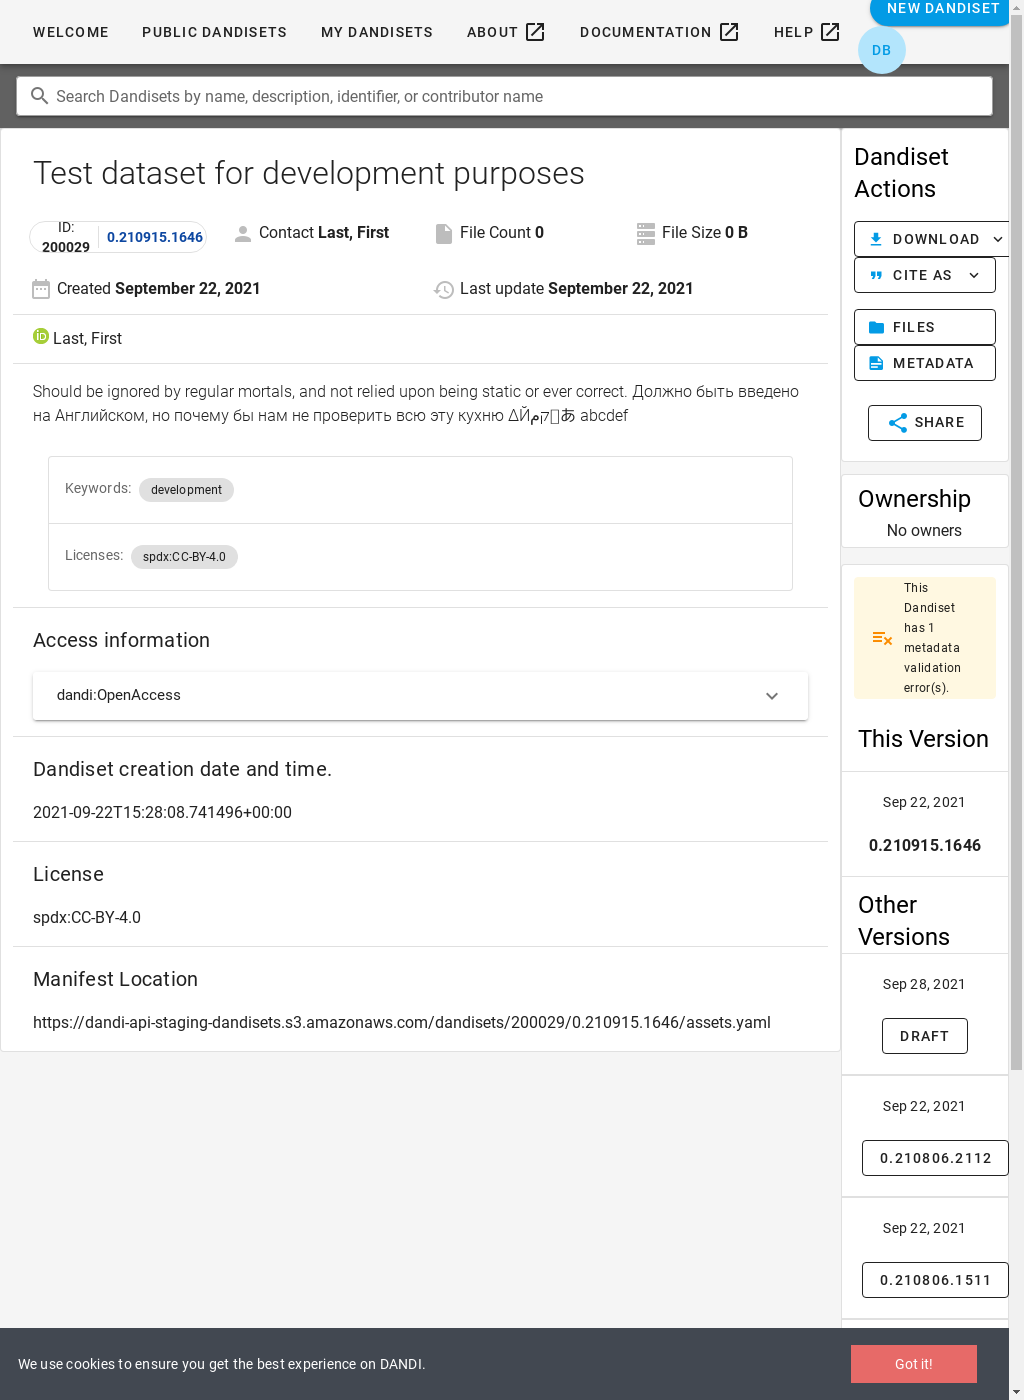 WELCOME PUBLIC DANDISETS MY DANDISETS ABOUT DOCUMENTATION HELP NEW DANDISET
DB
Search Dandisets by name, description, identifier, or contributor name
Test dataset for development purposes
ID: 200029 0.210915.1646 Contact Last, First File Count 0 File Size 0 B
Created September 22, 2021 Last update September 22, 2021
iD Last, First
Should be ignored by regular mortals, and not relied upon being static or ever correct. Должно быть введено
на Английском, но почему бы нам не проверить всю эту кухню ΔЙקم あ abcdef
Keywords: development
Licenses: spdx:CC-BY-4.0
Access information
dandi:OpenAccess
Dandiset creation date and time.
2021-09-22T15:28:08.741496+00:00
License
spdx:CC-BY-4.0
Manifest Location
https://dandi-api-staging-dandisets.s3.amazonaws.com/dandisets/200029/0.210915.1646/assets.yaml
Dandiset
Actions
DOWNLOAD
CITE AS
FILES
METADATA
SHARE
Ownership
No owners
This
Dandiset
has 1
metadata
validation
error(s).
This Version
Sep 22, 2021
0.210915.1646
Other
Versions
Sep 28, 2021
DRAFT
Sep 22, 2021
0.210806.2112
Sep 22, 2021
0.210806.1511
We use cookies to ensure you get the best experience on DANDI.
Got it!